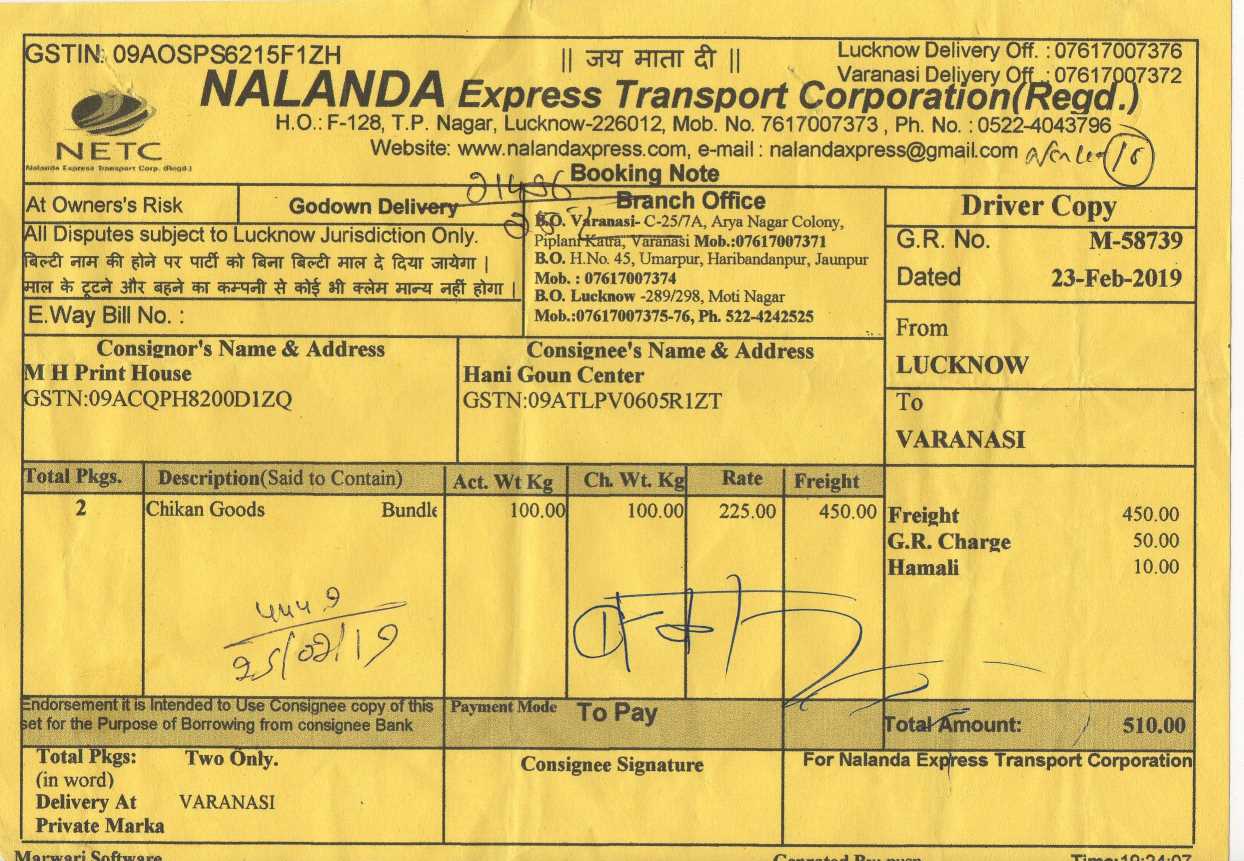 GSTIN: 09AOSPS6215F1ZH
|| जय माता दी ||
Lucknow Delivery Off. : 07617007376
Varanasi Deliyery Off. : 07617007372
NALANDA Express Transport Corporation(Regd.)
H.O.: F-128, T.P. Nagar, Lucknow-226012, Mob. No. 7617007373 , Ph. No. : 0522-4043796
NETC
Website: www.nalandaxpress.com, e-mail : nalandaxpress@gmail.com
Nalanda Express Transport Corp. (Regd.)
Booking Note
At Owners's Risk
Godown Delivery
All Disputes subject to Lucknow Jurisdiction Only.
बिल्टी नाम की होने पर पार्टी को बिना बिल्टी माल दे दिया जायेगा |
माल के टूटने और बहने का कम्पनी से कोई भी क्लेम मान्य नहीं होगा |
E.Way Bill No. :
Branch Office
B.O. Varanasi- C-25/7A, Arya Nagar Colony,
Piplani Katra, Varanasi Mob.:07617007371
B.O. H.No. 45, Umarpur, Haribandanpur, Jaunpur
Mob. : 07617007374
B.O. Lucknow -289/298, Moti Nagar
Mob.:07617007375-76, Ph. 522-4242525
Driver Copy
G.R. No. M-58739
Dated 23-Feb-2019
From
LUCKNOW
To
VARANASI
Consignor's Name & Address
M H Print House
GSTN:09ACQPH8200D1ZQ
Consignee's Name & Address
Hani Goun Center
GSTN:09ATLPV0605R1ZT
Total Pkgs. Description(Said to Contain) Act. Wt Kg Ch. Wt. Kg Rate Freight
2 Chikan Goods Bundle 100.00 100.00 225.00 450.00
Freight 450.00
G.R. Charge 50.00
Hamali 10.00
25/02/19
Endorsement it is Intended to Use Consignee copy of this
set for the Purpose of Borrowing from consignee Bank
Payment Mode To Pay
Total Amount: 510.00
Total Pkgs: Two Only.
(in word)
Delivery At VARANASI
Private Marka
Consignee Signature
For Nalanda Express Transport Corporation
Marwari Software